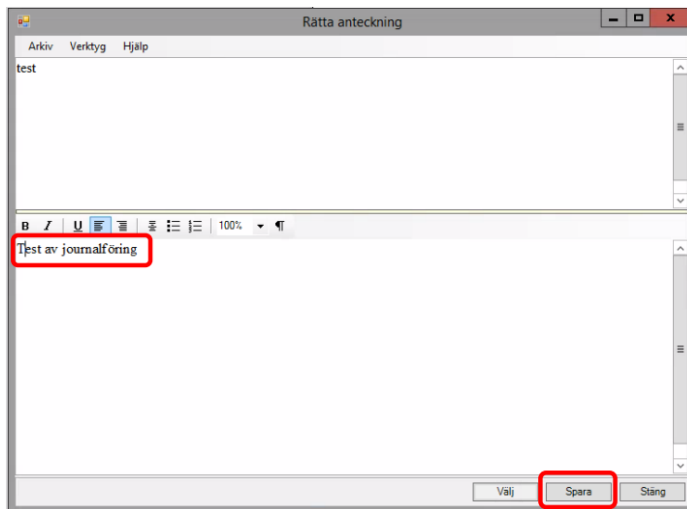 Rätta anteckning
Arkiv Verktyg Hjälp
test
B I U 100% ¶
Test av journalföring
Välj Spara Stäng